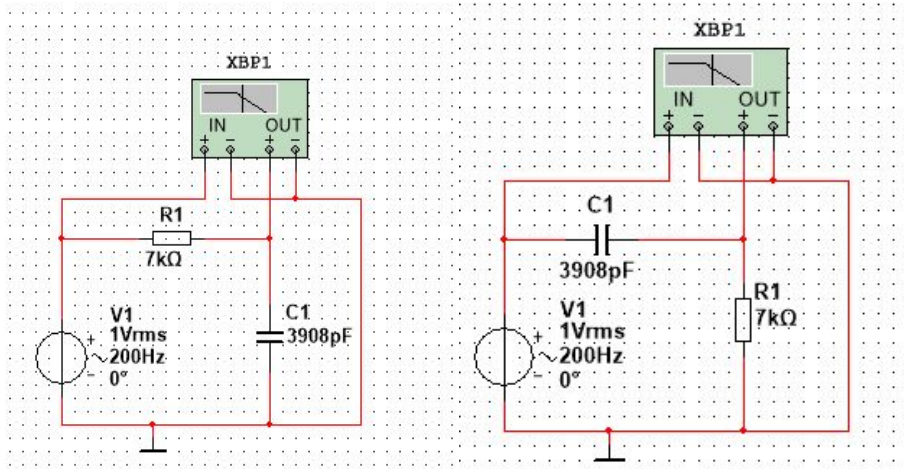 XBP1
IN OUT
+ − + −
R1
7kΩ
C1
3908pF
V1
1Vrms
200Hz
0°
+
−
XBP1
IN OUT
+ − + −
C1
3908pF
R1
7kΩ
V1
1Vrms
200Hz
0°
+
−